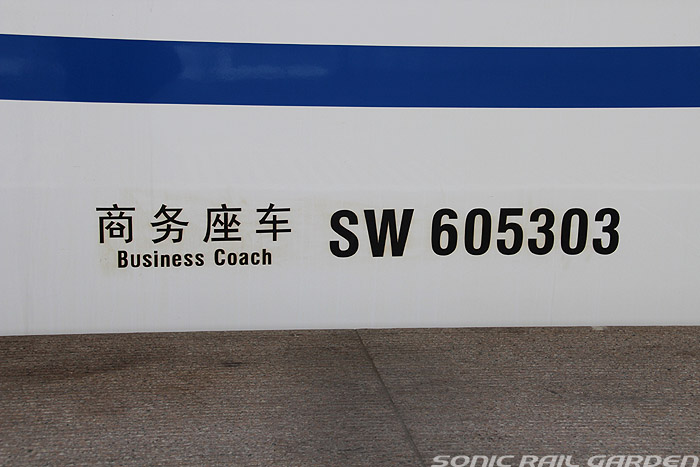 商务座车 SW 605303
Business Coach
SONIC RAIL GARDEN